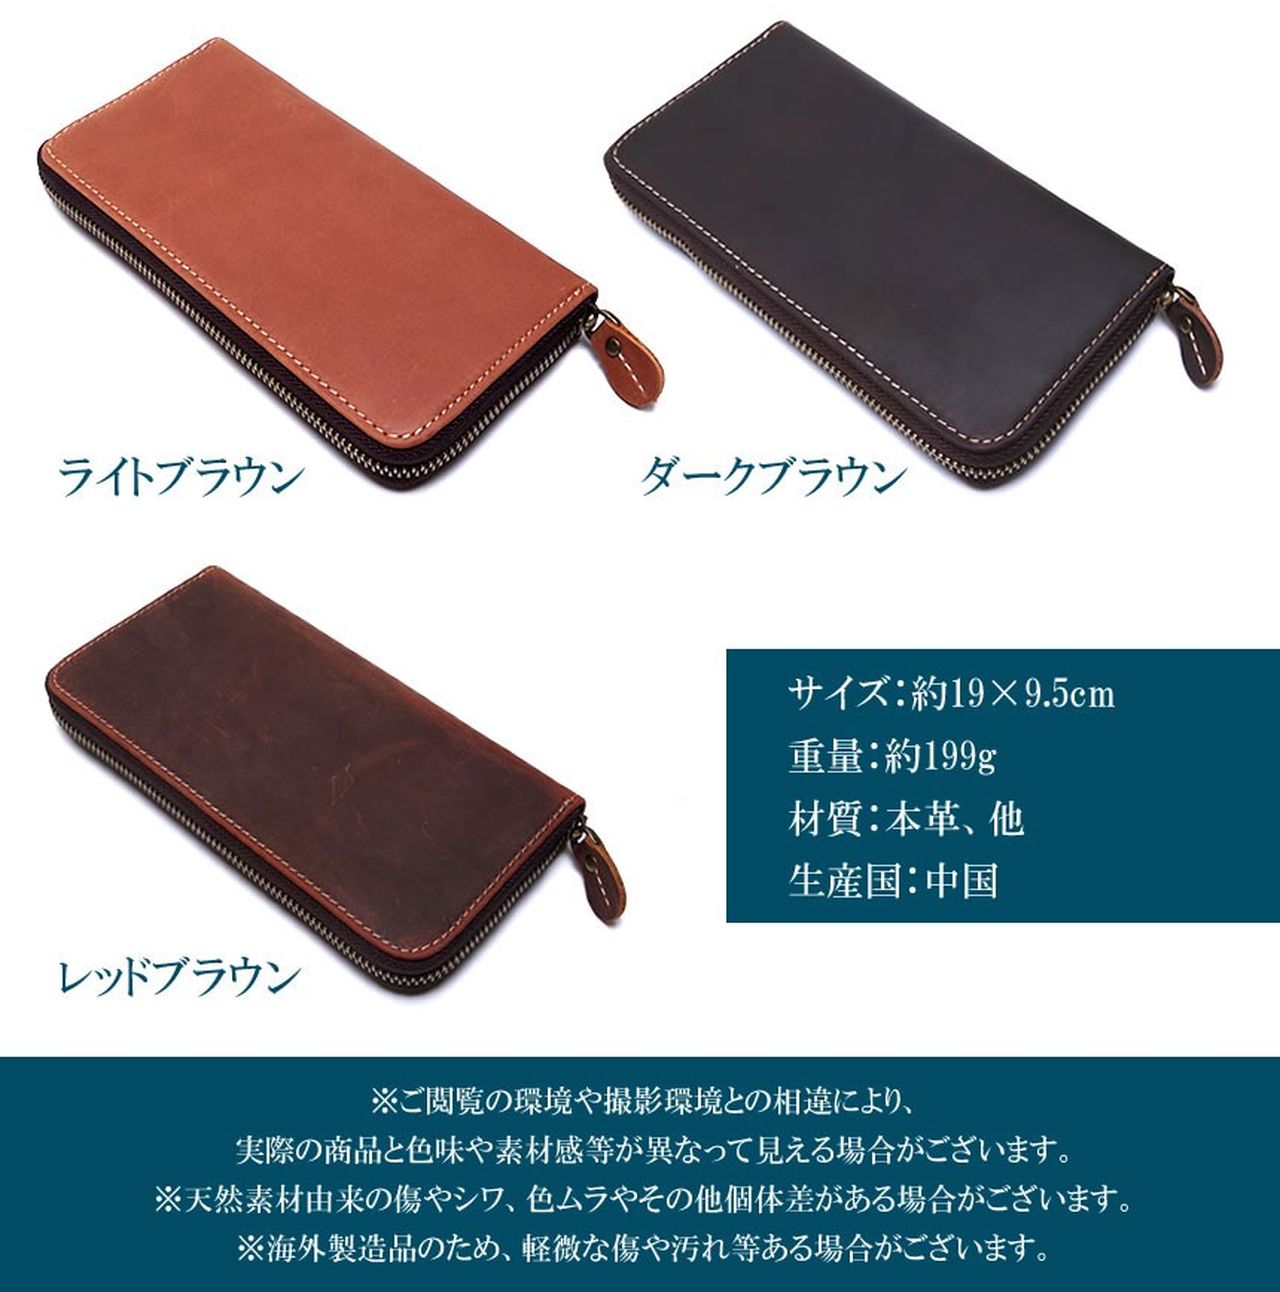 ライトブラウン
ダークブラウン
レッドブラウン
サイズ：約19×9.5cm
重量：約199g
材質：本革、他
生産国：中国
※ご閲覧の環境や撮影環境との相違により、
実際の商品と色味や素材感等が異なって見える場合がございます。
※天然素材由来の傷やシワ、色ムラやその他個体差がある場合がございます。
※海外製造品のため、軽微な傷や汚れ等ある場合がございます。